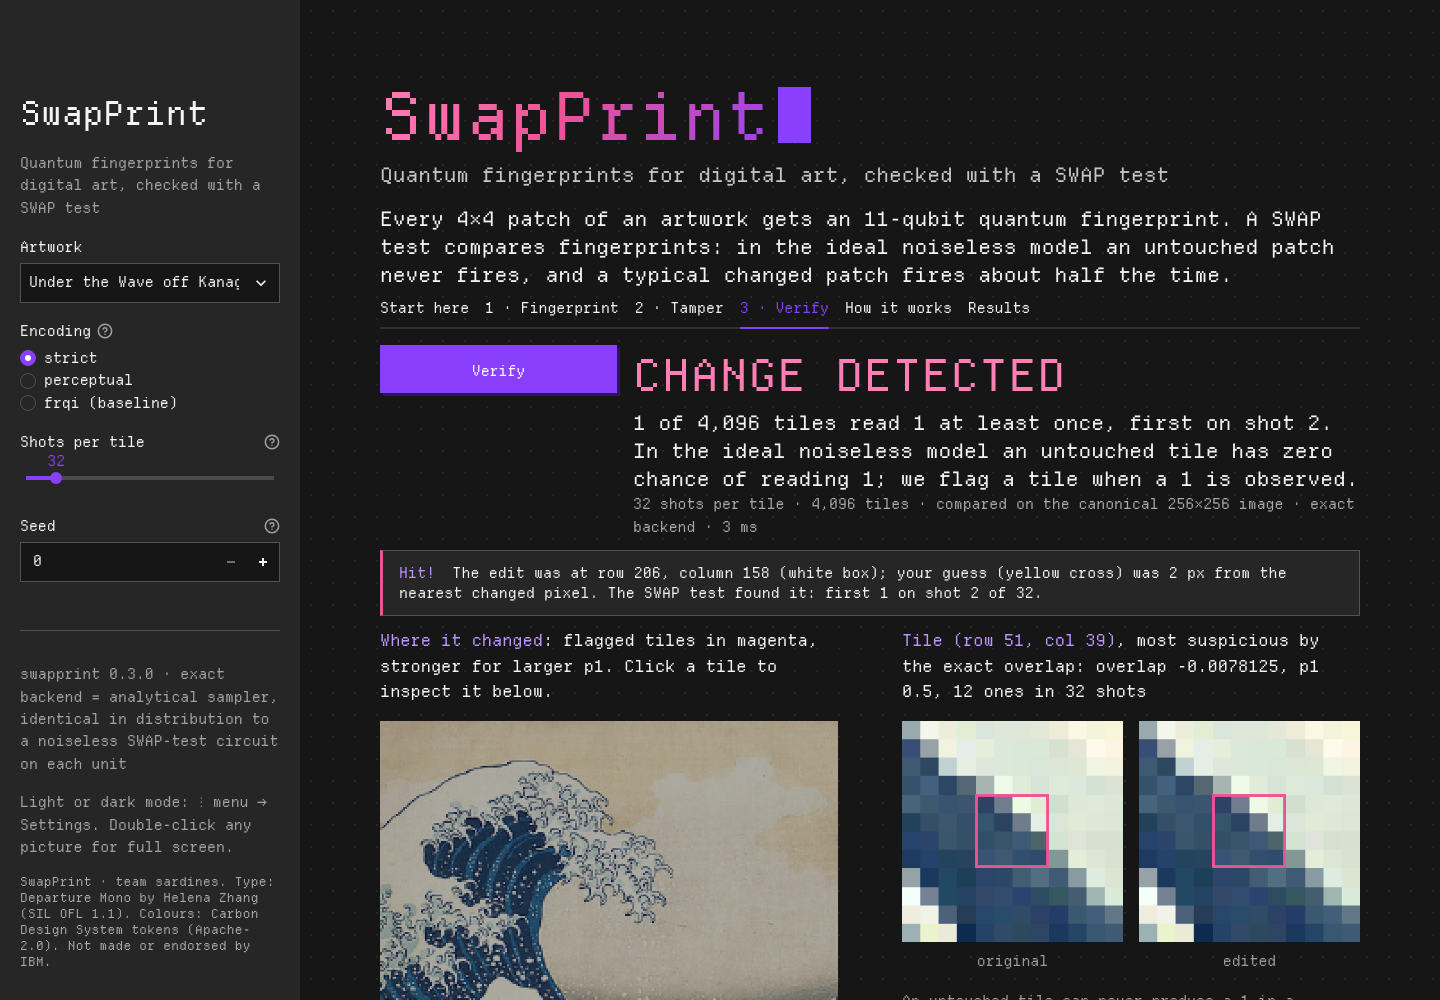 SwapPrint
Quantum fingerprints for
digital art, checked with a
SWAP test
Artwork
Under the Wave off Kanag
Encoding
strict
perceptual
frqi (baseline)
Shots per tile
32
Seed
0
swapprint 0.3.0 · exact
backend = analytical sampler,
identical in distribution to
a noiseless SWAP-test circuit
on each unit
Light or dark mode: ⋮ menu →
Settings. Double-click any
picture for full screen.
SwapPrint · team sardines. Type:
Departure Mono by Helena Zhang
(SIL OFL 1.1). Colours: Carbon
Design System tokens (Apache-
2.0). Not made or endorsed by
IBM.
SwapPrint
Quantum fingerprints for digital art, checked with a SWAP test
Every 4×4 patch of an artwork gets an 11-qubit quantum fingerprint. A SWAP
test compares fingerprints: in the ideal noiseless model an untouched patch
never fires, and a typical changed patch fires about half the time.
Start here 1 · Fingerprint 2 · Tamper 3 · Verify How it works Results
Verify
CHANGE DETECTED
1 of 4,096 tiles read 1 at least once, first on shot 2.
In the ideal noiseless model an untouched tile has zero
chance of reading 1; we flag a tile when a 1 is observed.
32 shots per tile · 4,096 tiles · compared on the canonical 256×256 image · exact
backend · 3 ms
Hit! The edit was at row 206, column 158 (white box); your guess (yellow cross) was 2 px from the
nearest changed pixel. The SWAP test found it: first 1 on shot 2 of 32.
Where it changed: flagged tiles in magenta,
stronger for larger p1. Click a tile to
inspect it below.
Tile (row 51, col 39), most suspicious by
the exact overlap: overlap -0.0078125, p1
0.5, 12 ones in 32 shots
original
edited